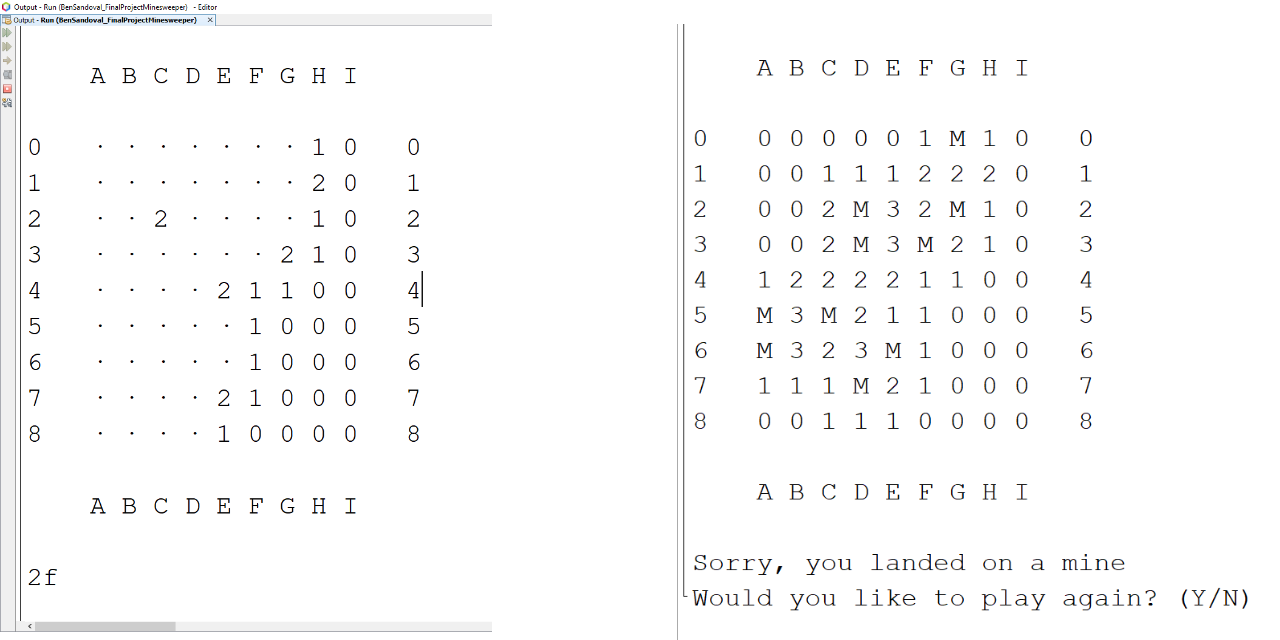 Output - Run (BenSandoval_FinalProjectMinesweeper) - Editor
Output - Run (BenSandoval_FinalProjectMinesweeper) ×
A B C D E F G H I
0 · · · · · · · 1 0 0
1 · · · · · · · 2 0 1
2 · · 2 · · · · 1 0 2
3 · · · · · · 2 1 0 3
4 · · · · 2 1 1 0 0 4
5 · · · · · 1 0 0 0 5
6 · · · · · 1 0 0 0 6
7 · · · · 2 1 0 0 0 7
8 · · · · 1 0 0 0 0 8
A B C D E F G H I
2f
A B C D E F G H I
0 0 0 0 0 0 1 M 1 0 0
1 0 0 1 1 1 2 2 2 0 1
2 0 0 2 M 3 2 M 1 0 2
3 0 0 2 M 3 M 2 1 0 3
4 1 2 2 2 2 1 1 0 0 4
5 M 3 M 2 1 1 0 0 0 5
6 M 3 2 3 M 1 0 0 0 6
7 1 1 1 M 2 1 0 0 0 7
8 0 0 1 1 1 0 0 0 0 8
A B C D E F G H I
Sorry, you landed on a mine
Would you like to play again? (Y/N)